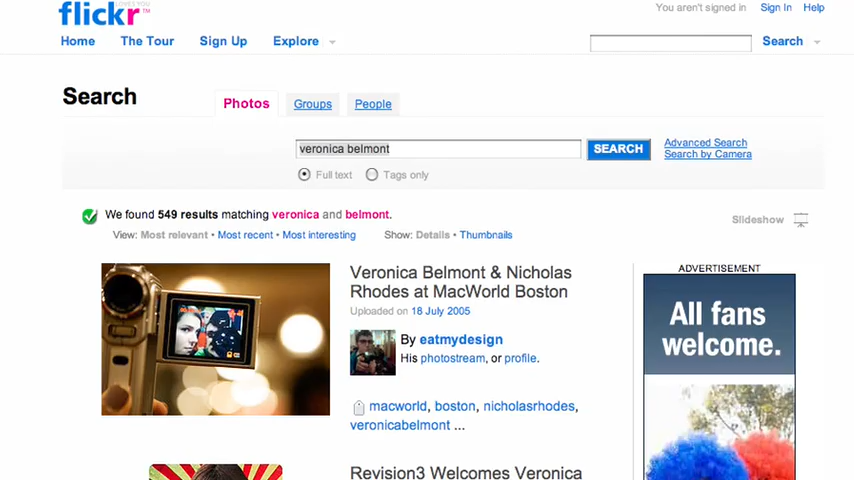 LOVES YOU
flickr™
You aren't signed in Sign In Help
Home The Tour Sign Up Explore Search
Search Photos Groups People
veronica belmont SEARCH Advanced Search
Search by Camera
Full text Tags only
We found 549 results matching veronica and belmont.
Slideshow
View: Most relevant • Most recent • Most interesting Show: Details • Thumbnails
Veronica Belmont & Nicholas
Rhodes at MacWorld Boston
Uploaded on 18 July 2005
By eatmydesign
His photostream, or profile.
macworld, boston, nicholasrhodes,
veronicabelmont ...
Revision3 Welcomes Veronica
ADVERTISEMENT
All fans
welcome.